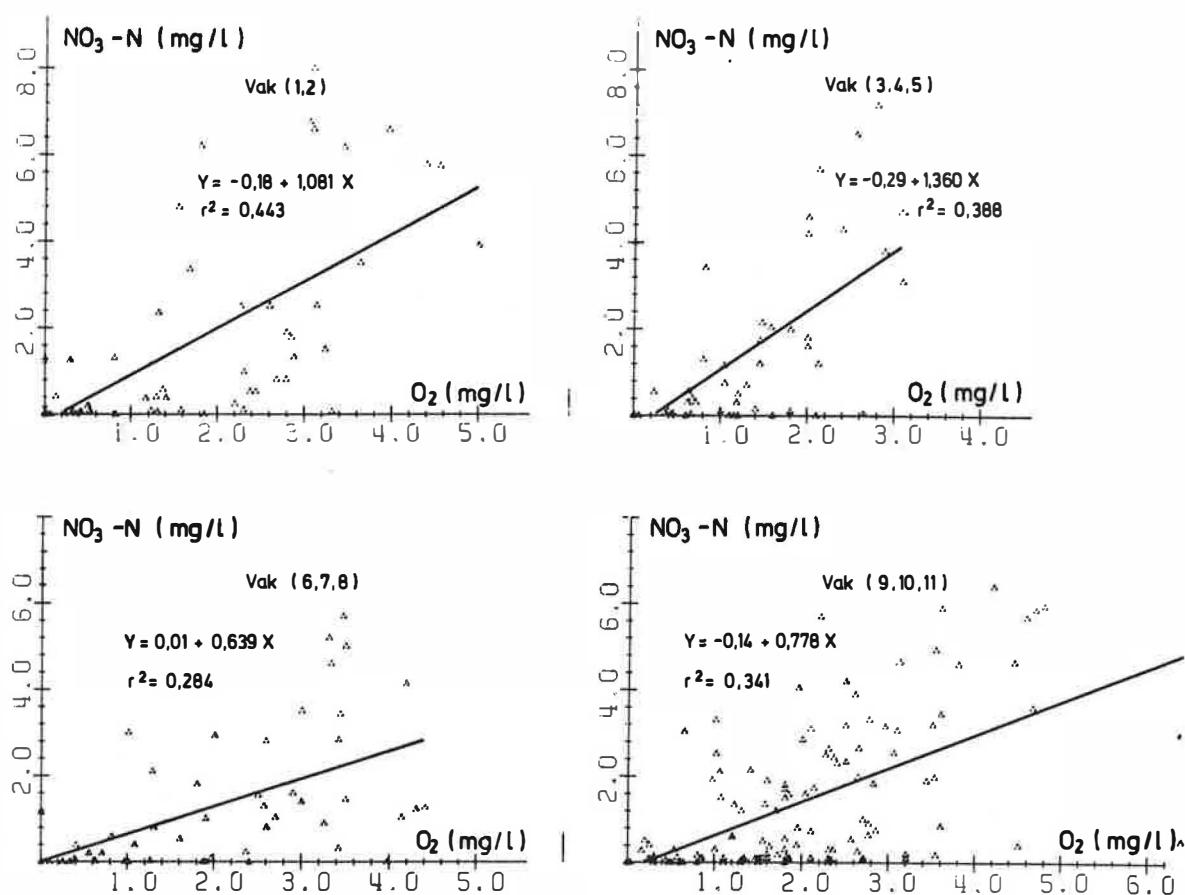 NO₃-N (mg/l)
8.0
6.0
4.0
2.0
Vak (1,2)
Y = -0,18 + 1,081 X
r² = 0,443
O₂ (mg/l)
1.0 2.0 3.0 4.0 5.0
NO₃-N (mg/l)
8.0
6.0
4.0
2.0
Vak (3,4,5)
Y = -0,29 + 1,360 X
r² = 0,388
O₂ (mg/l)
1.0 2.0 3.0 4.0
NO₃-N (mg/l)
6.0
4.0
2.0
Vak (6,7,8)
Y = 0,01 + 0,639 X
r² = 0,284
O₂ (mg/l)
1.0 2.0 3.0 4.0 5.0
NO₃-N (mg/l)
6.0
4.0
2.0
Vak (9,10,11)
Y = -0,14 + 0,778 X
r² = 0,341
O₂ (mg/l)
1.0 2.0 3.0 4.0 5.0 6.0